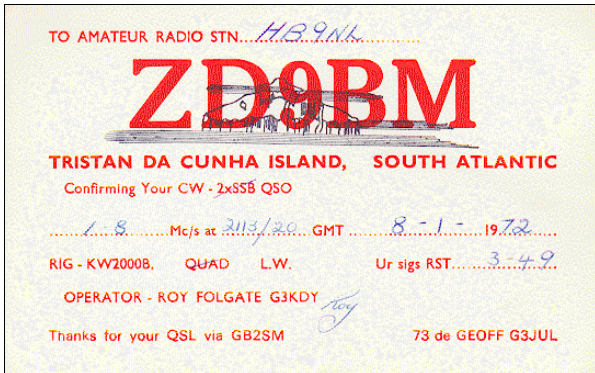 TO AMATEUR RADIO STN....HB9NL..........
ZD9BM
TRISTAN DA CUNHA ISLAND, SOUTH ATLANTIC
Confirming Your CW - 2xSSB QSO
......1-8...... Mc/s at 2113/20 GMT ....8-1-.... 1972
RIG - KW2000B, QUAD L.W. Ur sigs RST....3-49
OPERATOR - ROY FOLGATE G3KDY Roy
Thanks for your QSL via GB2SM 73 de GEOFF G3JUL